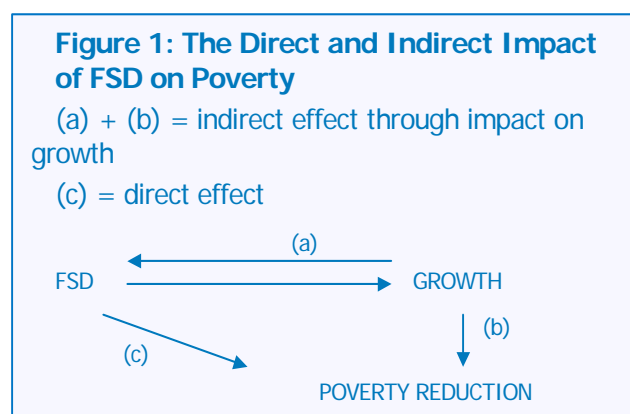 Figure 1: The Direct and Indirect Impact
of FSD on Poverty
(a) + (b) = indirect effect through impact on
growth
(c) = direct effect
(a)
FSD GROWTH
(b)
(c)
POVERTY REDUCTION